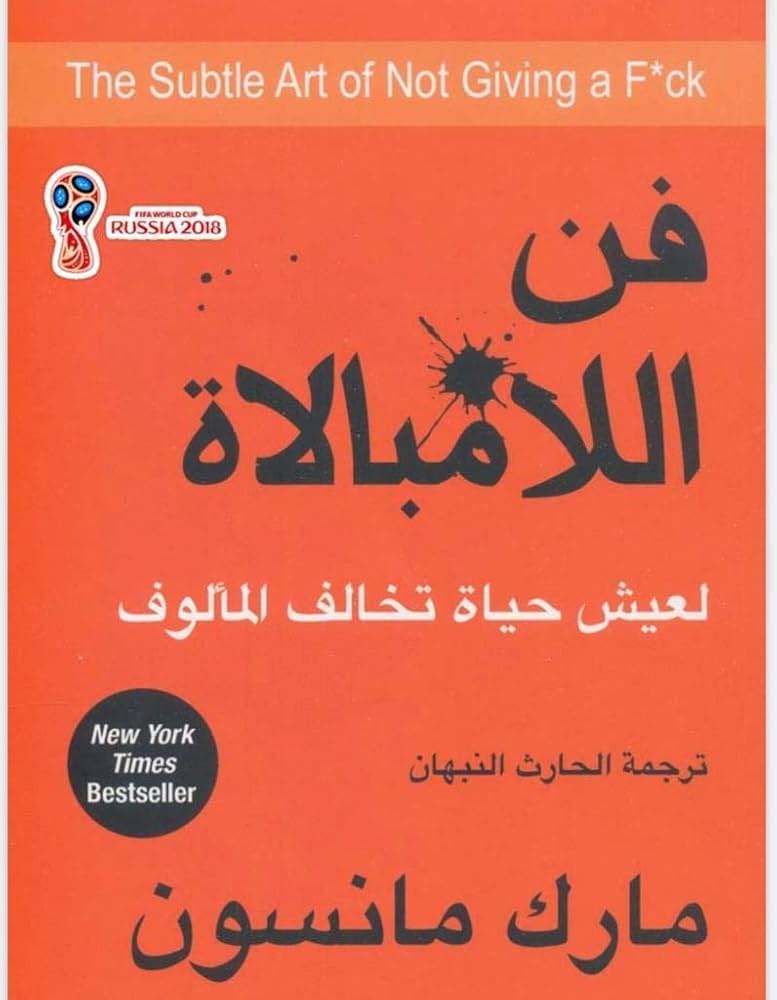 The Subtle Art of Not Giving a F*ck
FIFA WORLD CUP
RUSSIA 2018
فن
اللامبالاة
لعيش حياة تخالف المألوف
New York
Times
Bestseller
ترجمة الحارث النبهان
مارك مانسون